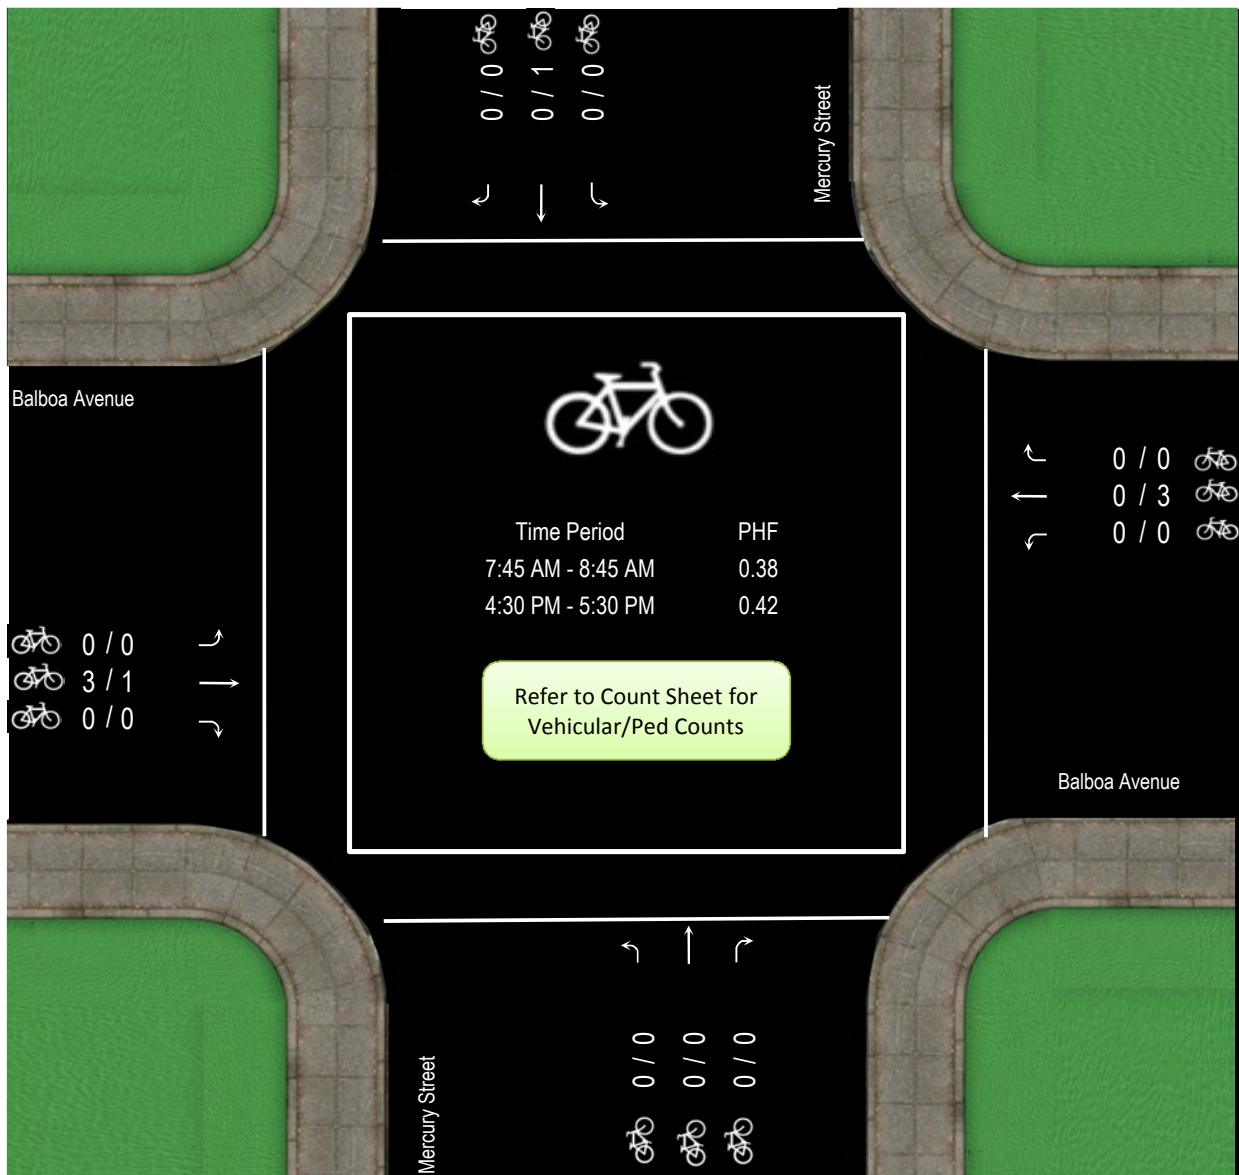 0 / 0
0 / 1
0 / 0
Mercury Street
Balboa Avenue
0 / 0
0 / 3
0 / 0
Time Period PHF
7:45 AM - 8:45 AM 0.38
4:30 PM - 5:30 PM 0.42
0 / 0
3 / 1
0 / 0
Refer to Count Sheet for
Vehicular/Ped Counts
Balboa Avenue
0 / 0
0 / 0
0 / 0
Mercury Street